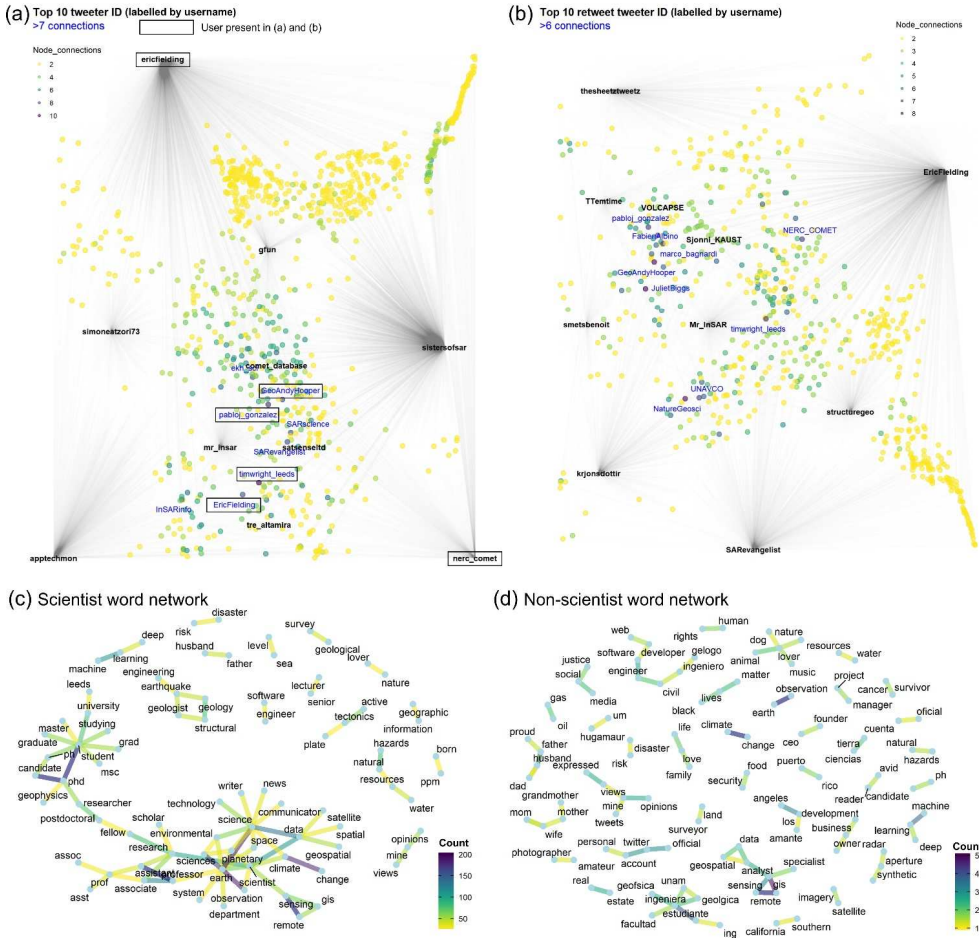 (a) Top 10 tweeter ID (labelled by username)
>7 connections
User present in (a) and (b)
Node_connections
2
4
6
8
10
ericfielding
gfun
simoneatzori73
sistersofsar
comet_database
GeoAndyHooper
pabloj_gonzalez
SARscience
mr_insar
satsenseltd
SARevangelist
timwright_leeds
InSARinfo
EricFielding
tre_altamira
apptechmon
nerc_comet
(b) Top 10 retweet tweeter ID (labelled by username)
>6 connections
Node_connections
2
3
4
5
6
7
8
thesheetztweetz
EricFielding
TTemtime
VOLCAPSE
pabloj_gonzalez
FabienAlbino
Sjonni_KAUST
NERC_COMET
marco_bagnardi
GeoAndyHooper
JulietBiggs
smetsbenoit
Mr_InSAR
timwright_leeds
UNAVCO
NatureGeosci
structuregeo
krjonsdottir
SARevangelist
(c) Scientist word network
disaster
risk
survey
deep
husband
level
geological
learning
father
sea
lover
machine
engineering
nature
leeds
earthquake
lecturer
software
senior
active
university
geologist
geology
engineer
tectonics
geographic
master
studying
structural
plate
information
graduate
grad
hazards
ph
student
born
candidate
msc
natural
phd
writer
news
resources
ppm
geophysics
technology
communicator
water
researcher
science
satellite
postdoctoral
scholar
environmental
data
fellow
space
spatial
opinions
research
sciences
planetary
geospatial
assoc
assistant
professor
climate
mine
earth
scientist
change
views
prof
system
gis
asst
associate
observation
sensing
department
remote
Count
200
150
100
50
(d) Non-scientist word network
human
web
rights
nature
dog
software
developer
gelogo
resources
justice
animal
lover
engineer
ingeniero
water
social
civil
matter
music
project
gas
media
lives
observation
cancer
survivor
black
manager
oil
um
life
climate
earth
founder
oficial
proud
hugamaur
cuenta
father
disaster
change
ceo
tierra
natural
husband
love
expressed
risk
food
puerto
ciencias
hazards
dad
family
avid
grandmother
views
security
rico
ph
mother
mine
opinions
angeles
reader
candidate
machine
mom
tweets
land
los
development
wife
surveyor
business
learning
photographer
personal
twitter
official
data
amante
owner
radar
deep
amateur
account
geospatial
analyst
specialist
aperture
real
unam
sensing
gis
synthetic
geofsica
remote
imagery
estate
ingeniera
geolgica
satellite
estudiante
facultad
ing
california
southern
Count